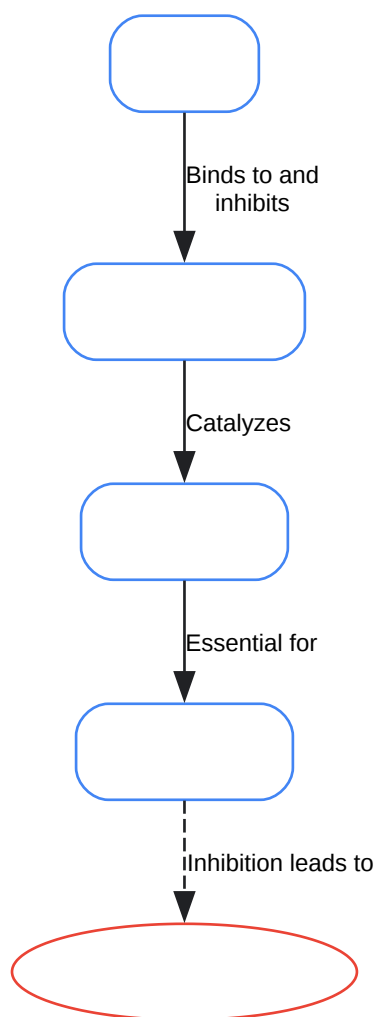 Binds to and
inhibits
Catalyzes
Essential for
Inhibition leads to